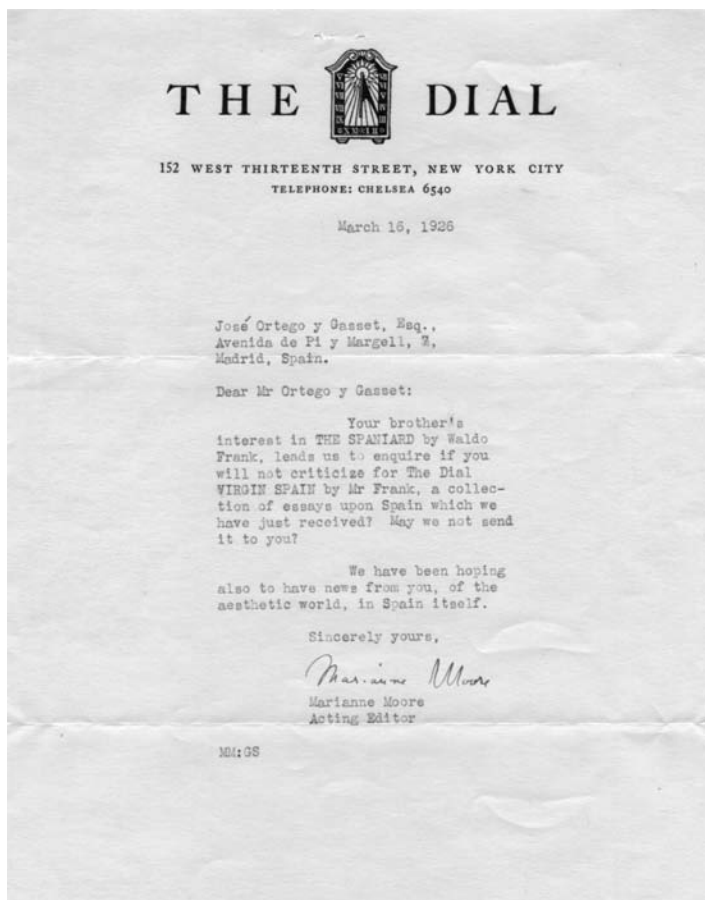 THE DIAL
152 WEST THIRTEENTH STREET, NEW YORK CITY
TELEPHONE: CHELSEA 6540
March 16, 1926
José Ortego y Gasset, Esq.,
Avenida de Pi y Margell,
Madrid, Spain.
Dear Mr Ortego y Gasset:
Your brother's
interest in THE SPANIARD by Waldo
Frank, leads us to enquire if you
will not criticize for The Dial
VIRGIN SPAIN by Mr Frank, a collec-
tion of essays upon Spain which we
have just received? May we not send
it to you?
We have been hoping
also to have news from you, of the
aesthetic world, in Spain itself.
Sincerely yours,
Marianne Moore
Marianne Moore
Acting Editor
MM:GS